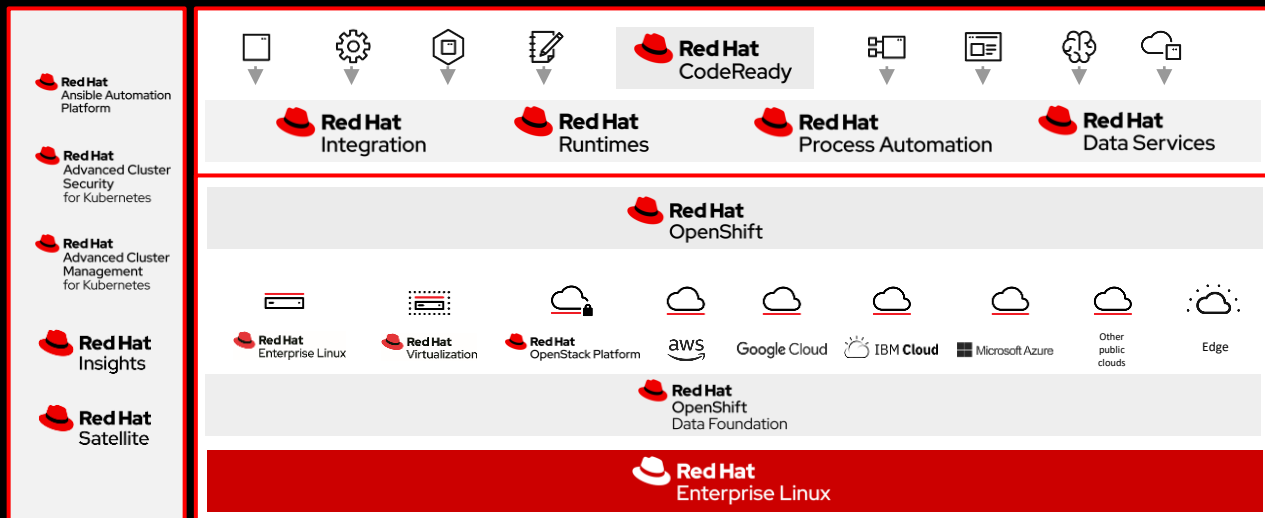 Red Hat
Ansible Automation
Platform
Red Hat
Advanced Cluster
Security
for Kubernetes
Red Hat
Advanced Cluster
Management
for Kubernetes
Red Hat
Insights
Red Hat
Satellite
Red Hat
CodeReady
Red Hat
Integration
Red Hat
Runtimes
Red Hat
Process Automation
Red Hat
Data Services
Red Hat
OpenShift
Red Hat
Enterprise Linux
Red Hat
Virtualization
Red Hat
OpenStack Platform
aws
Google Cloud
IBM Cloud
Microsoft Azure
Other
public
clouds
Edge
Red Hat
OpenShift
Data Foundation
Red Hat
Enterprise Linux